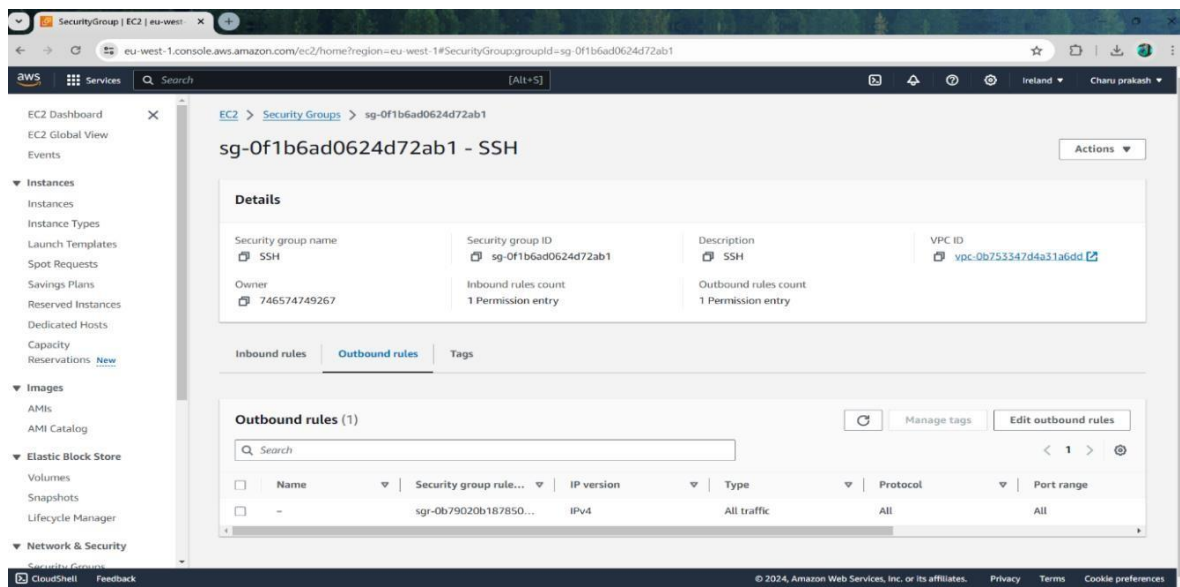 SecurityGroup | EC2 | eu-west-
eu-west-1.console.aws.amazon.com/ec2/home?region=eu-west-1#SecurityGroup:groupId=sg-0f1b6ad0624d72ab1
aws Services Search [Alt+S] Ireland Charu prakash
EC2 Dashboard
EC2 Global View
Events
Instances
Instances
Instance Types
Launch Templates
Spot Requests
Savings Plans
Reserved Instances
Dedicated Hosts
Capacity
Reservations New
Images
AMIs
AMI Catalog
Elastic Block Store
Volumes
Snapshots
Lifecycle Manager
Network & Security
Security Groups
EC2 > Security Groups > sg-0f1b6ad0624d72ab1
sg-0f1b6ad0624d72ab1 - SSH
Actions
Details
Security group name Security group ID Description VPC ID
SSH sg-0f1b6ad0624d72ab1 SSH vpc-0b753347d4a31a6dd
Owner Inbound rules count Outbound rules count
746574749267 1 Permission entry 1 Permission entry
Inbound rules Outbound rules Tags
Outbound rules (1) Manage tags Edit outbound rules
Search < 1 >
Name Security group rule... IP version Type Protocol Port range
– sgr-0b79020b187850... IPv4 All traffic All All
CloudShell Feedback © 2024, Amazon Web Services, Inc. or its affiliates. Privacy Terms Cookie preferences